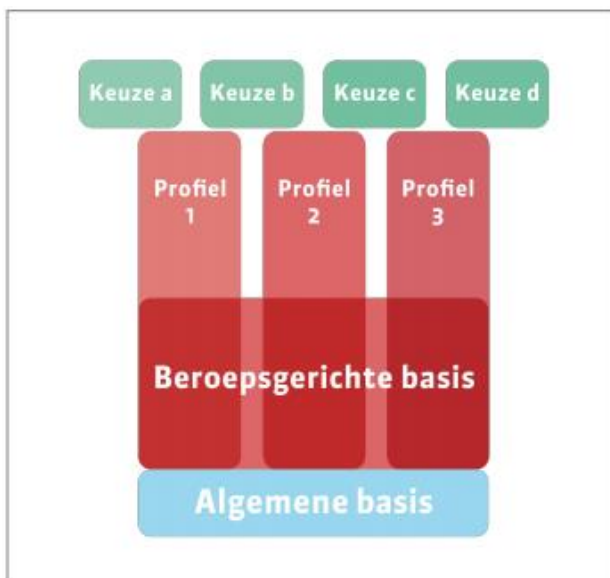 Keuze a
Keuze b
Keuze c
Keuze d
Profiel
1
Profiel
2
Profiel
3
Beroepsgerichte basis
Algemene basis